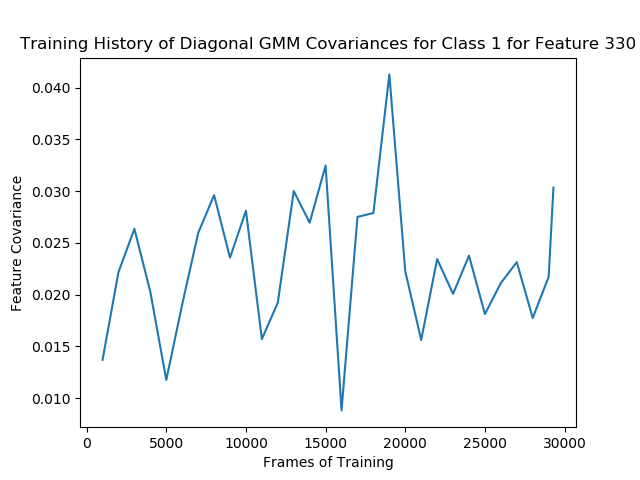 Training History of Diagonal GMM Covariances for Class 1 for Feature 330
0.040
0.035
0.030
0.025
0.020
0.015
0.010
Feature Covariance
0 5000 10000 15000 20000 25000 30000
Frames of Training